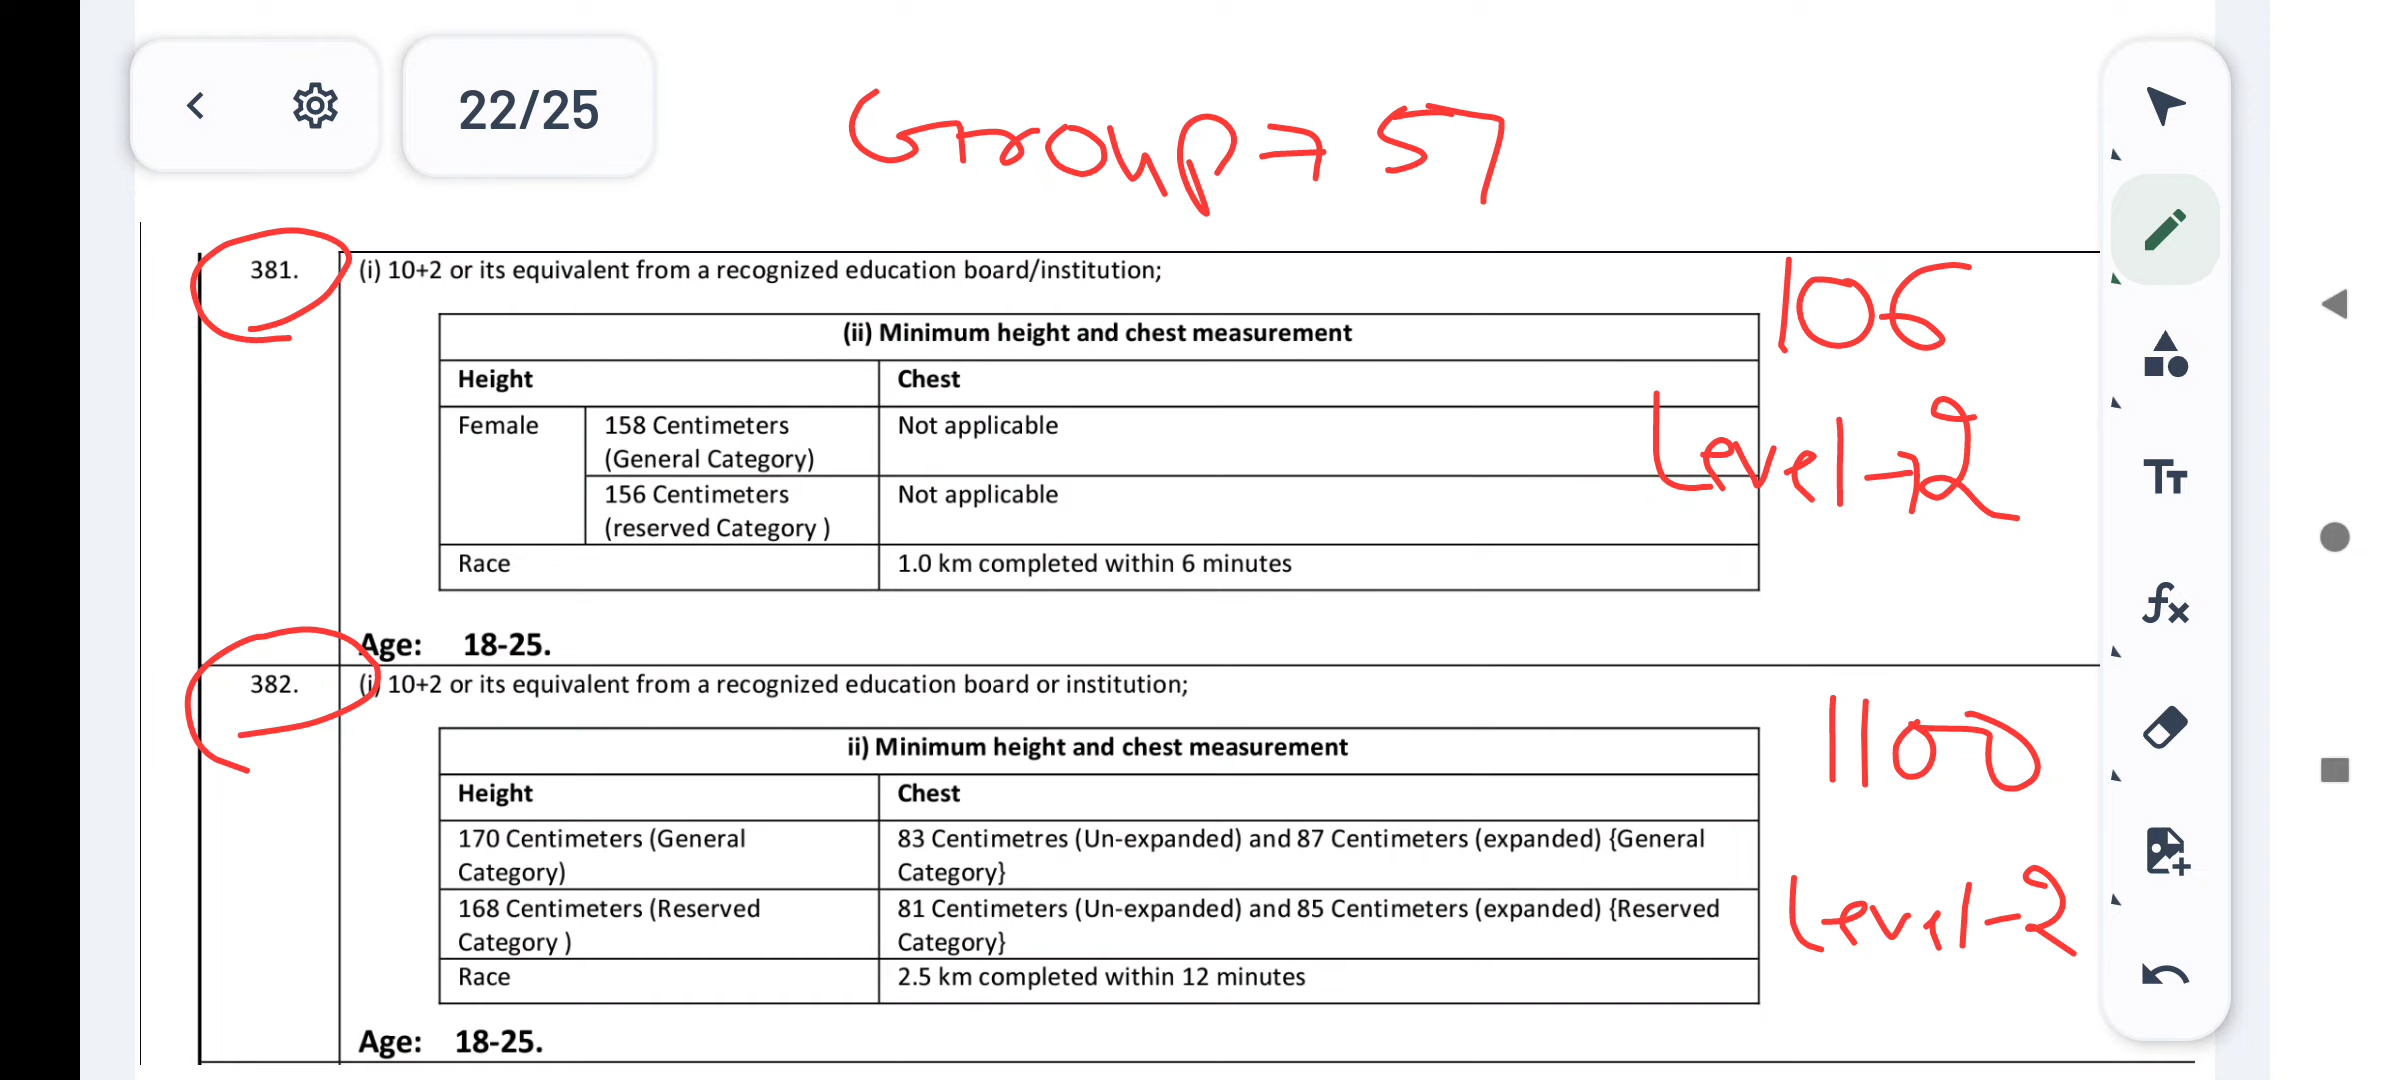 22/25
Group → 57
381. (i) 10+2 or its equivalent from a recognized education board/institution;
106
(ii) Minimum height and chest measurement
Height Chest
Level-2
Female 158 Centimeters Not applicable
(General Category)
156 Centimeters Not applicable
(reserved Category )
Race 1.0 km completed within 6 minutes
Age: 18-25.
382. (i) 10+2 or its equivalent from a recognized education board or institution;
1100
ii) Minimum height and chest measurement
Height Chest
170 Centimeters (General 83 Centimetres (Un-expanded) and 87 Centimeters (expanded) {General
Category) Category}
Level-2
168 Centimeters (Reserved 81 Centimeters (Un-expanded) and 85 Centimeters (expanded) {Reserved
Category ) Category}
Race 2.5 km completed within 12 minutes
Age: 18-25.